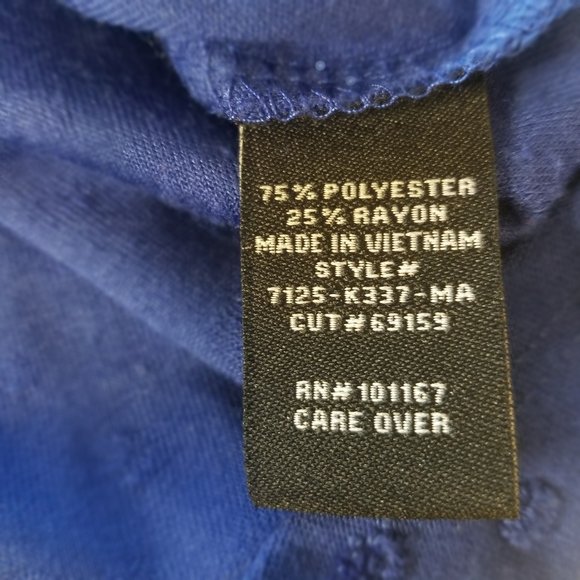 75% POLYESTER
25% RAYON
MADE IN VIETNAM
STYLE#
7125-K337-MA
CUT#69159
RN#101167
CARE OVER